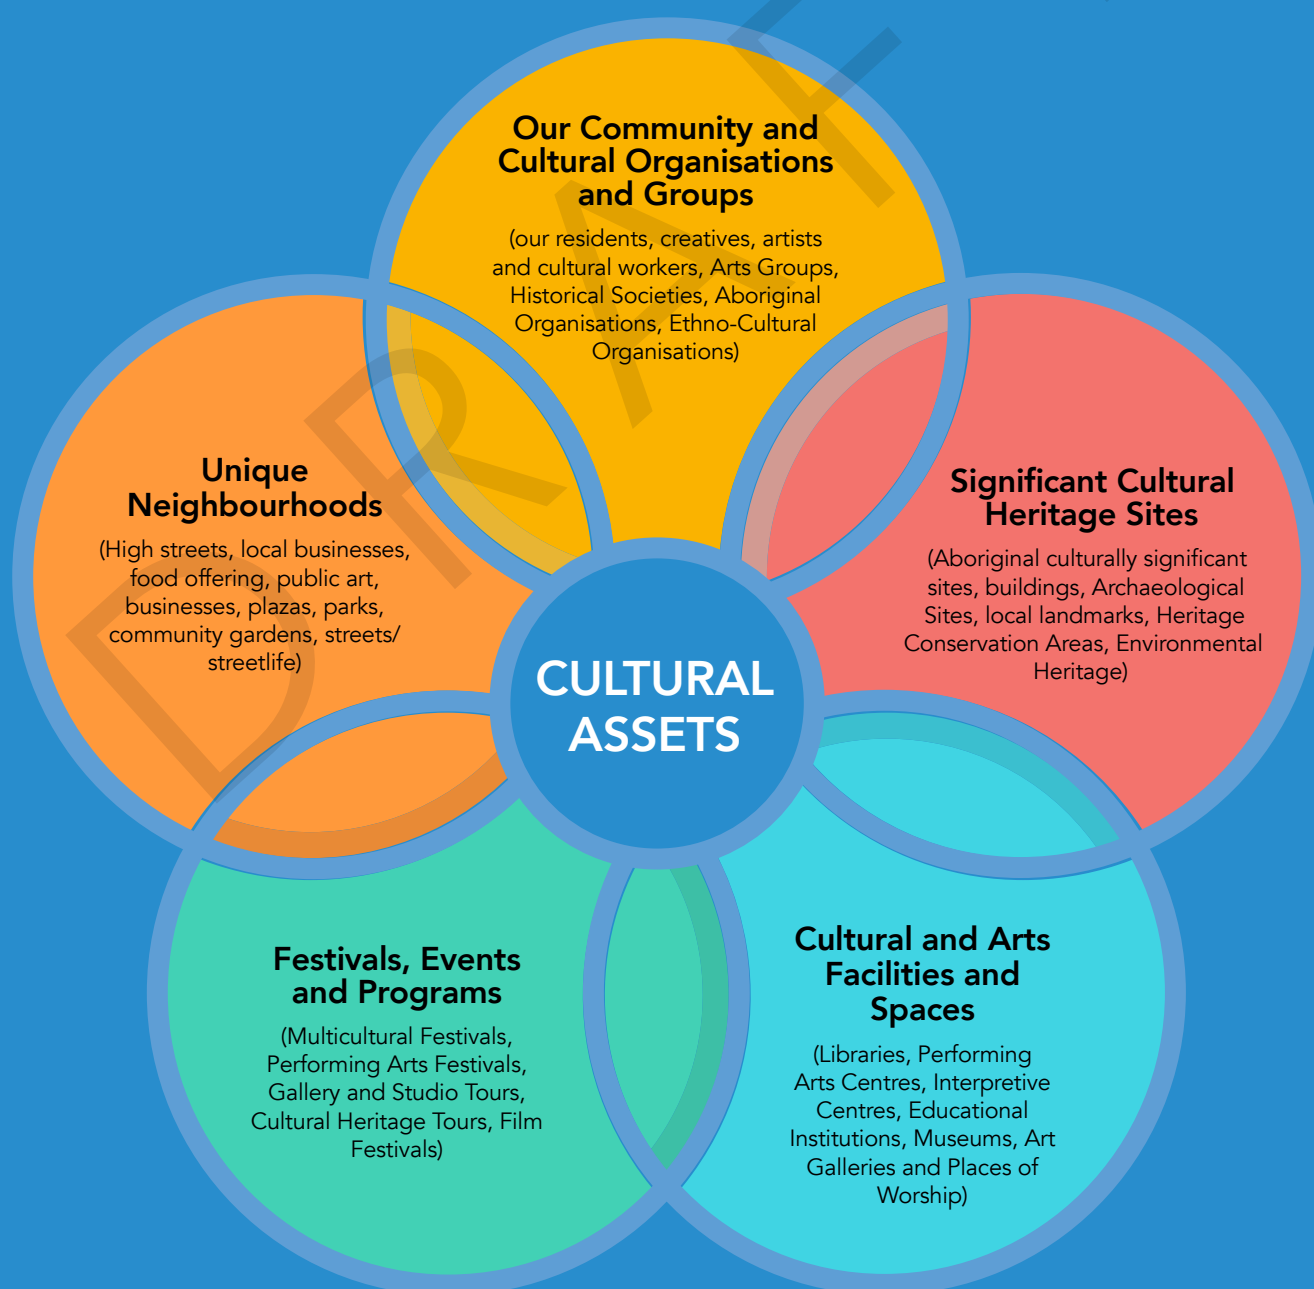 Our Community and
Cultural Organisations
and Groups
(our residents, creatives, artists
and cultural workers, Arts Groups,
Historical Societies, Aboriginal
Organisations, Ethno-Cultural
Organisations)
Unique
Neighbourhoods
(High streets, local businesses,
food offering, public art,
businesses, plazas, parks,
community gardens, streets/
streetlife)
Significant Cultural
Heritage Sites
(Aboriginal culturally significant
sites, buildings, Archaeological
Sites, local landmarks, Heritage
Conservation Areas, Environmental
Heritage)
CULTURAL
ASSETS
Festivals, Events
and Programs
(Multicultural Festivals,
Performing Arts Festivals,
Gallery and Studio Tours,
Cultural Heritage Tours, Film
Festivals)
Cultural and Arts
Facilities and
Spaces
(Libraries, Performing
Arts Centres, Interpretive
Centres, Educational
Institutions, Museums, Art
Galleries and Places of
Worship)
DRAF